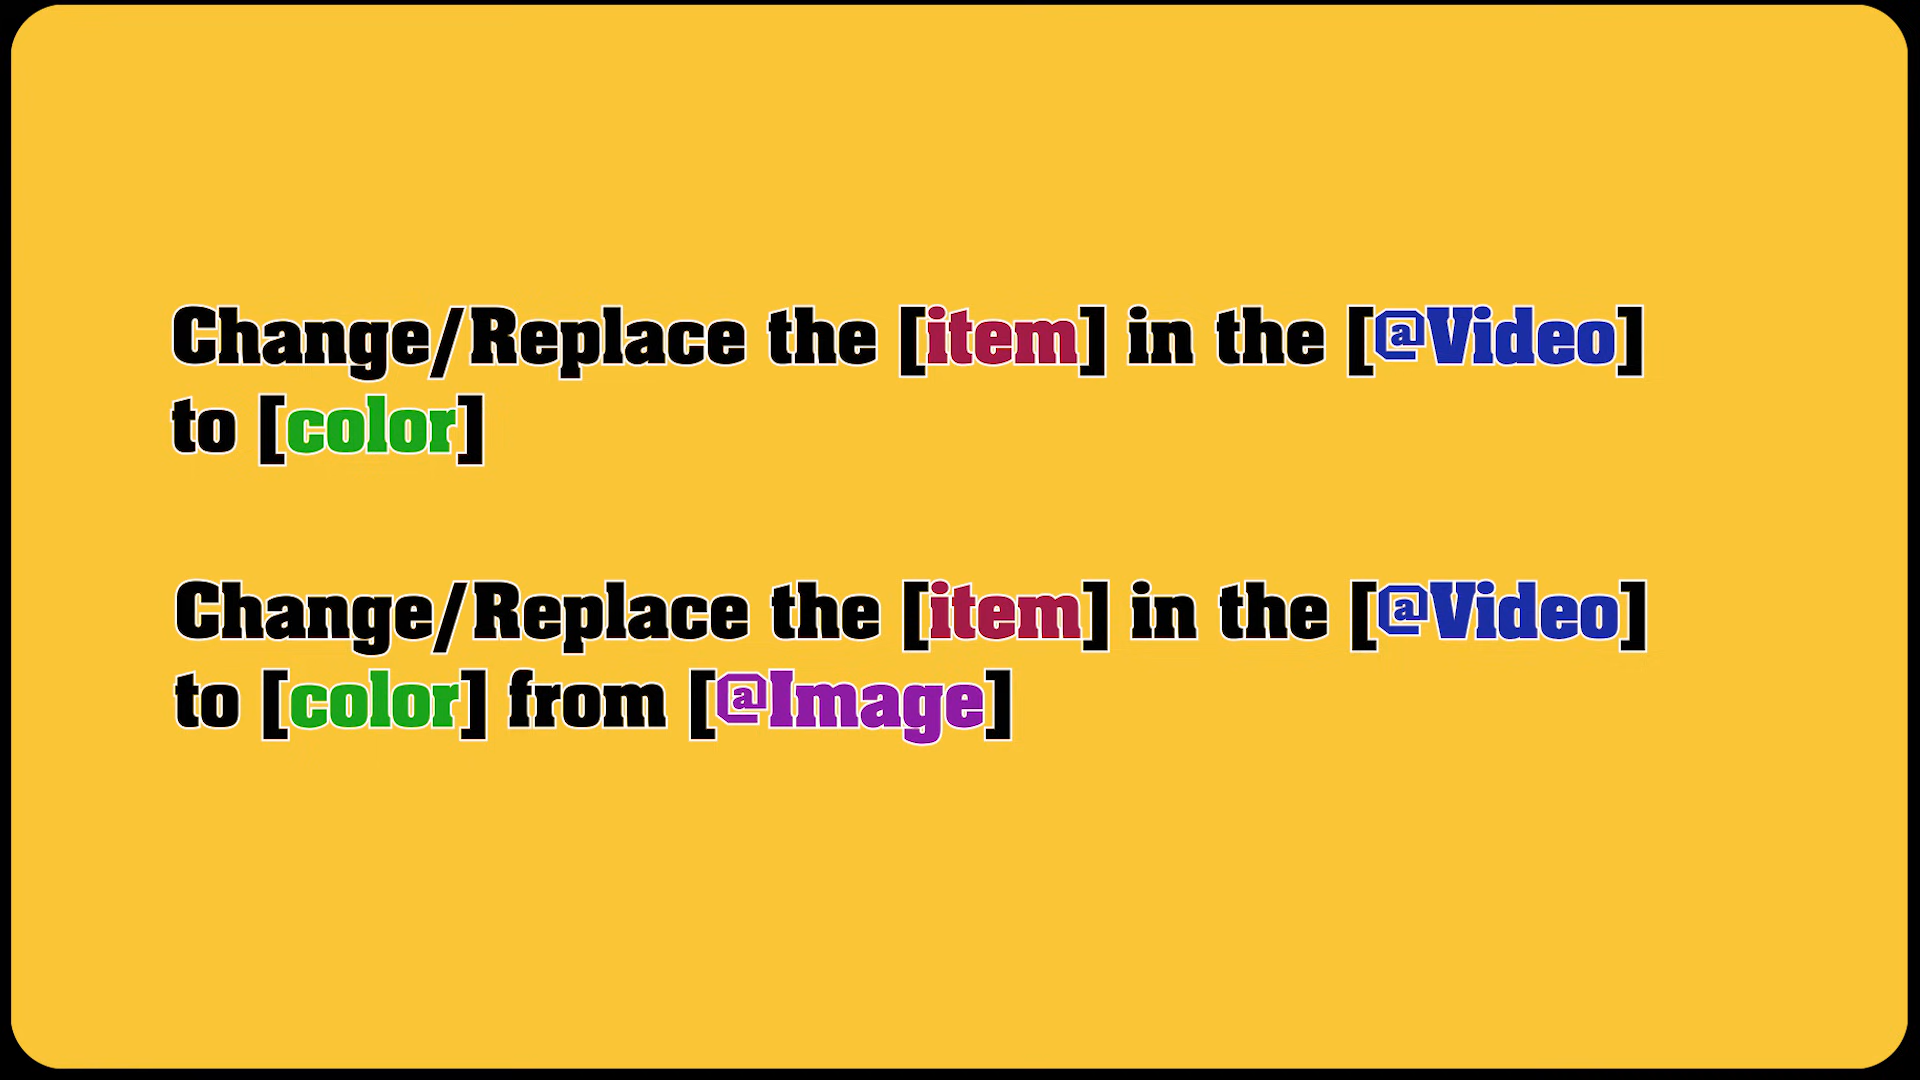 Change/Replace the [item] in the [@Video]
to [color]
Change/Replace the [item] in the [@Video]
to [color] from [@Image]